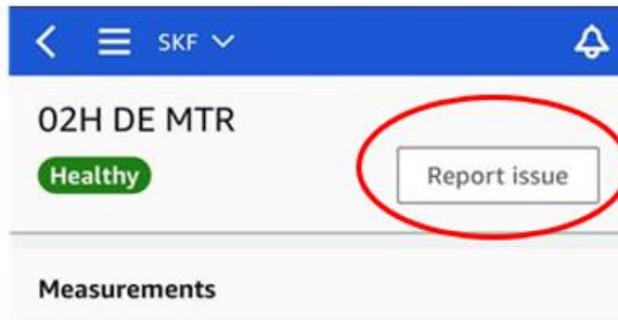 SKF
02H DE MTR
Healthy
Report issue
Measurements